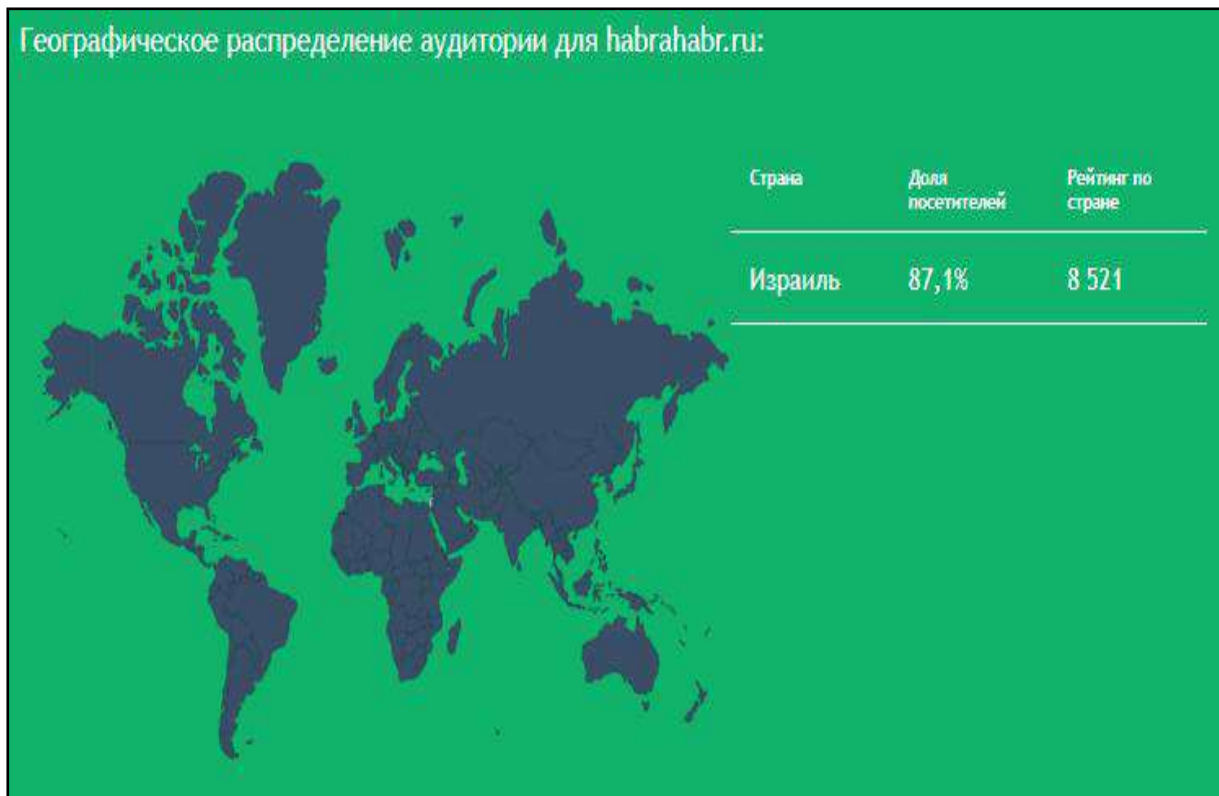 Географическое распределение аудитории для habrahabr.ru:
Страна
Доля
посетителей
Рейтинг по
стране
Израиль 87,1% 8 521